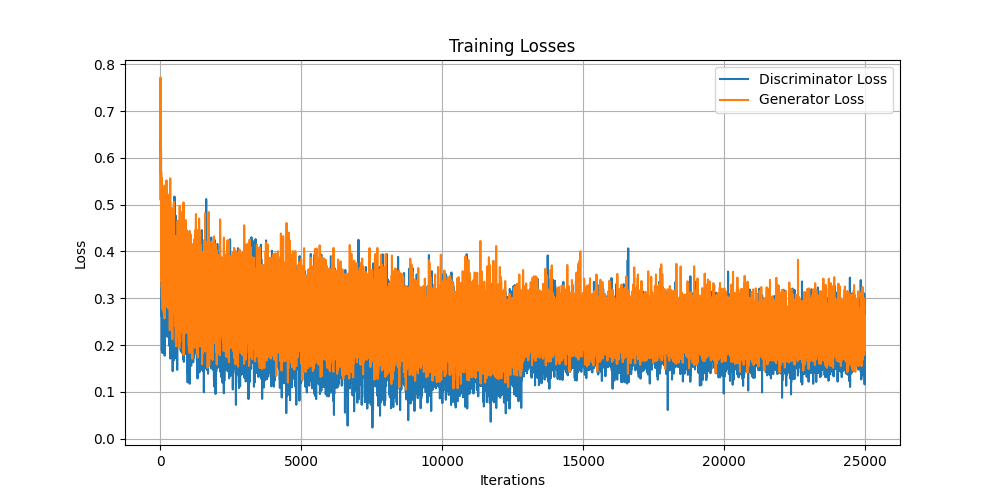 Training Losses
Discriminator Loss
Generator Loss
0.8
0.7
0.6
0.5
0.4
0.3
0.2
0.1
0.0
Loss
0 5000 10000 15000 20000 25000
Iterations